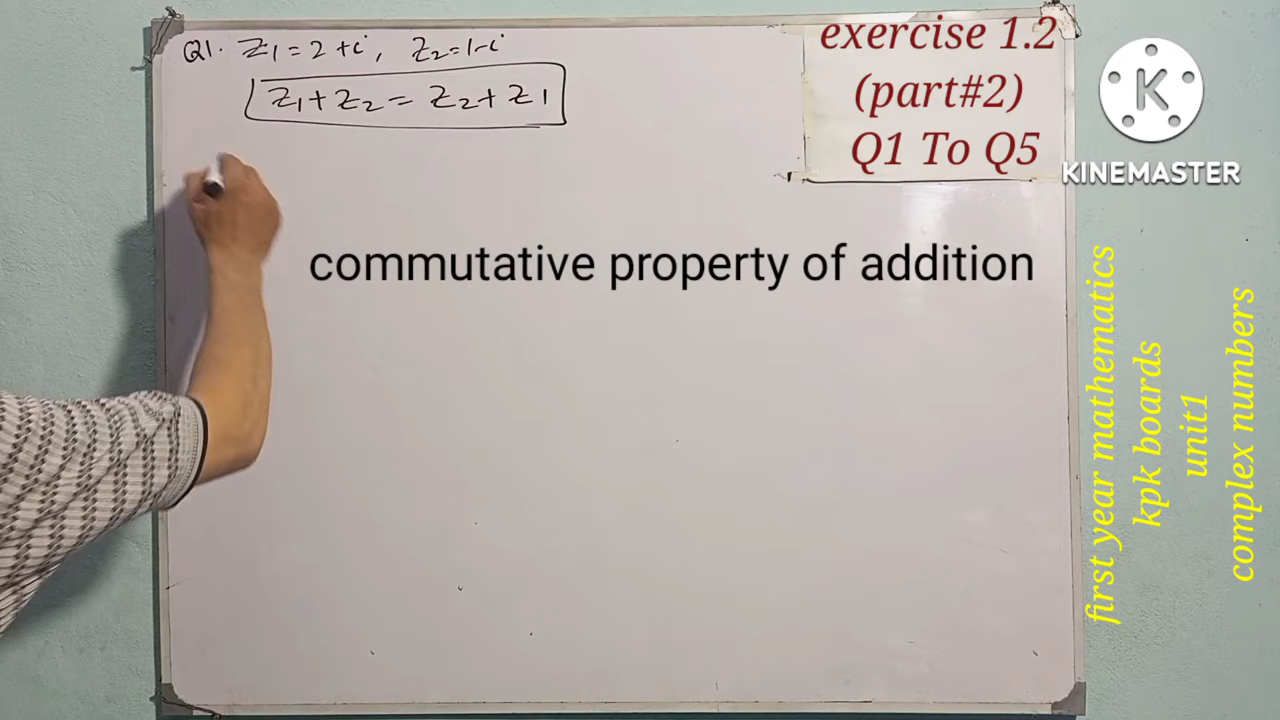 Q1. Z1 = 2+i, Z2=1-i
Z1+Z2 = Z2+Z1
exercise 1.2
(part#2)
Q1 To Q5
K
KINEMASTER
commutative property of addition
first year mathematics
kpk boards
unit1
complex numbers